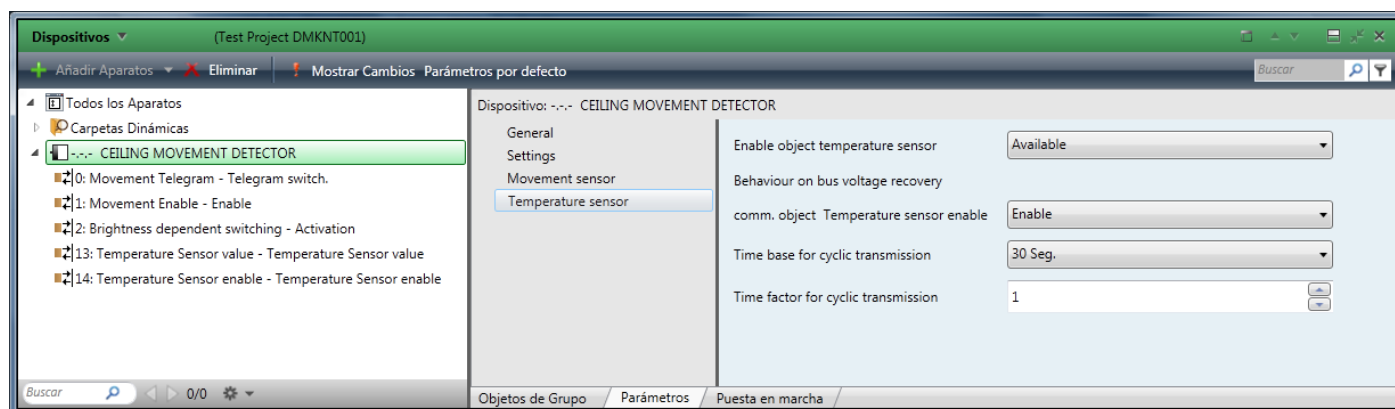 Dispositivos (Test Project DMKNT001)
Añadir Aparatos Eliminar Mostrar Cambios Parámetros por defecto Buscar
Todos los Aparatos
Carpetas Dinámicas
-.-.- CEILING MOVEMENT DETECTOR
0: Movement Telegram - Telegram switch.
1: Movement Enable - Enable
2: Brightness dependent switching - Activation
13: Temperature Sensor value - Temperature Sensor value
14: Temperature Sensor enable - Temperature Sensor enable
Buscar 0/0
Dispositivo: -.-.- CEILING MOVEMENT DETECTOR
General
Settings
Movement sensor
Temperature sensor
Enable object temperature sensor Available
Behaviour on bus voltage recovery
comm. object Temperature sensor enable Enable
Time base for cyclic transmission 30 Seg.
Time factor for cyclic transmission 1
Objetos de Grupo Parámetros Puesta en marcha